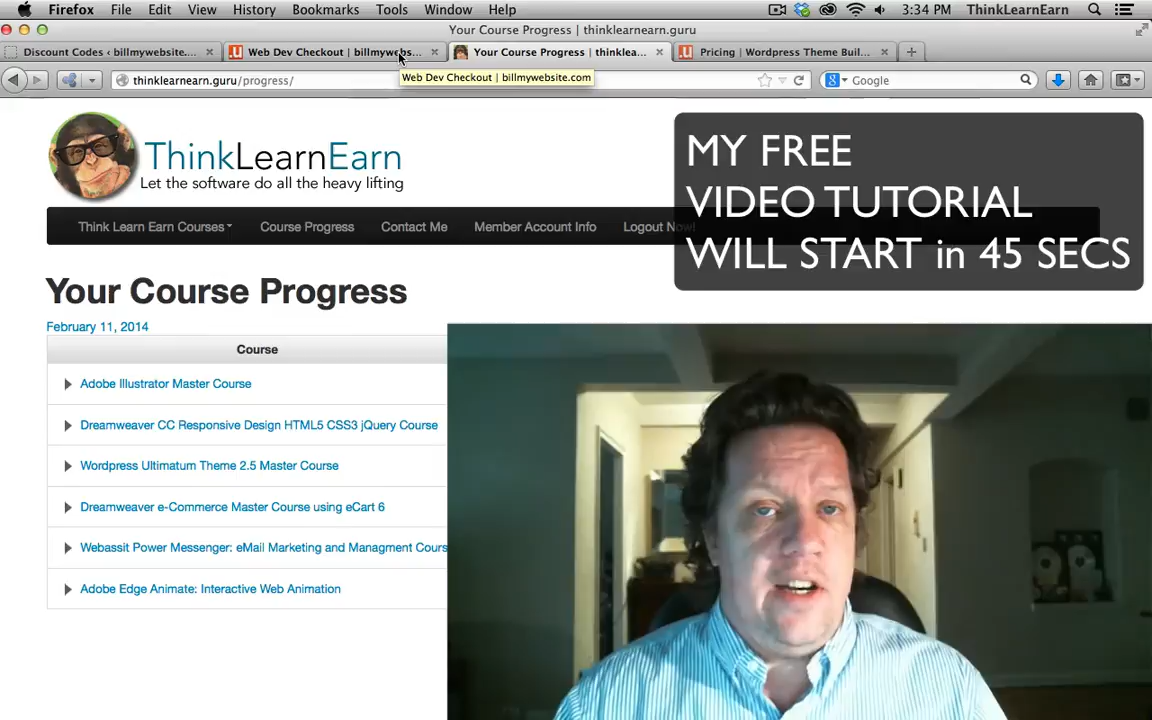 Firefox File Edit View History Bookmarks Tools Window Help 3:34 PM ThinkLearnEarn
Your Course Progress | thinklearnearn.guru
Discount Codes ‹ billmywebsite.... Web Dev Checkout | billmywebs... Your Course Progress | thinklea... Pricing | Wordpress Theme Buil...
Web Dev Checkout | billmywebsite.com
thinklearnearn.guru/progress/ Google
ThinkLearnEarn
Let the software do all the heavy lifting
MY FREE
VIDEO TUTORIAL
WILL START in 45 SECS
Think Learn Earn Courses Course Progress Contact Me Member Account Info Logout Now!
Your Course Progress
February 11, 2014
Course
Adobe Illustrator Master Course
Dreamweaver CC Responsive Design HTML5 CSS3 jQuery Course
Wordpress Ultimatum Theme 2.5 Master Course
Dreamweaver e-Commerce Master Course using eCart 6
Webassit Power Messenger: eMail Marketing and Managment Cours
Adobe Edge Animate: Interactive Web Animation